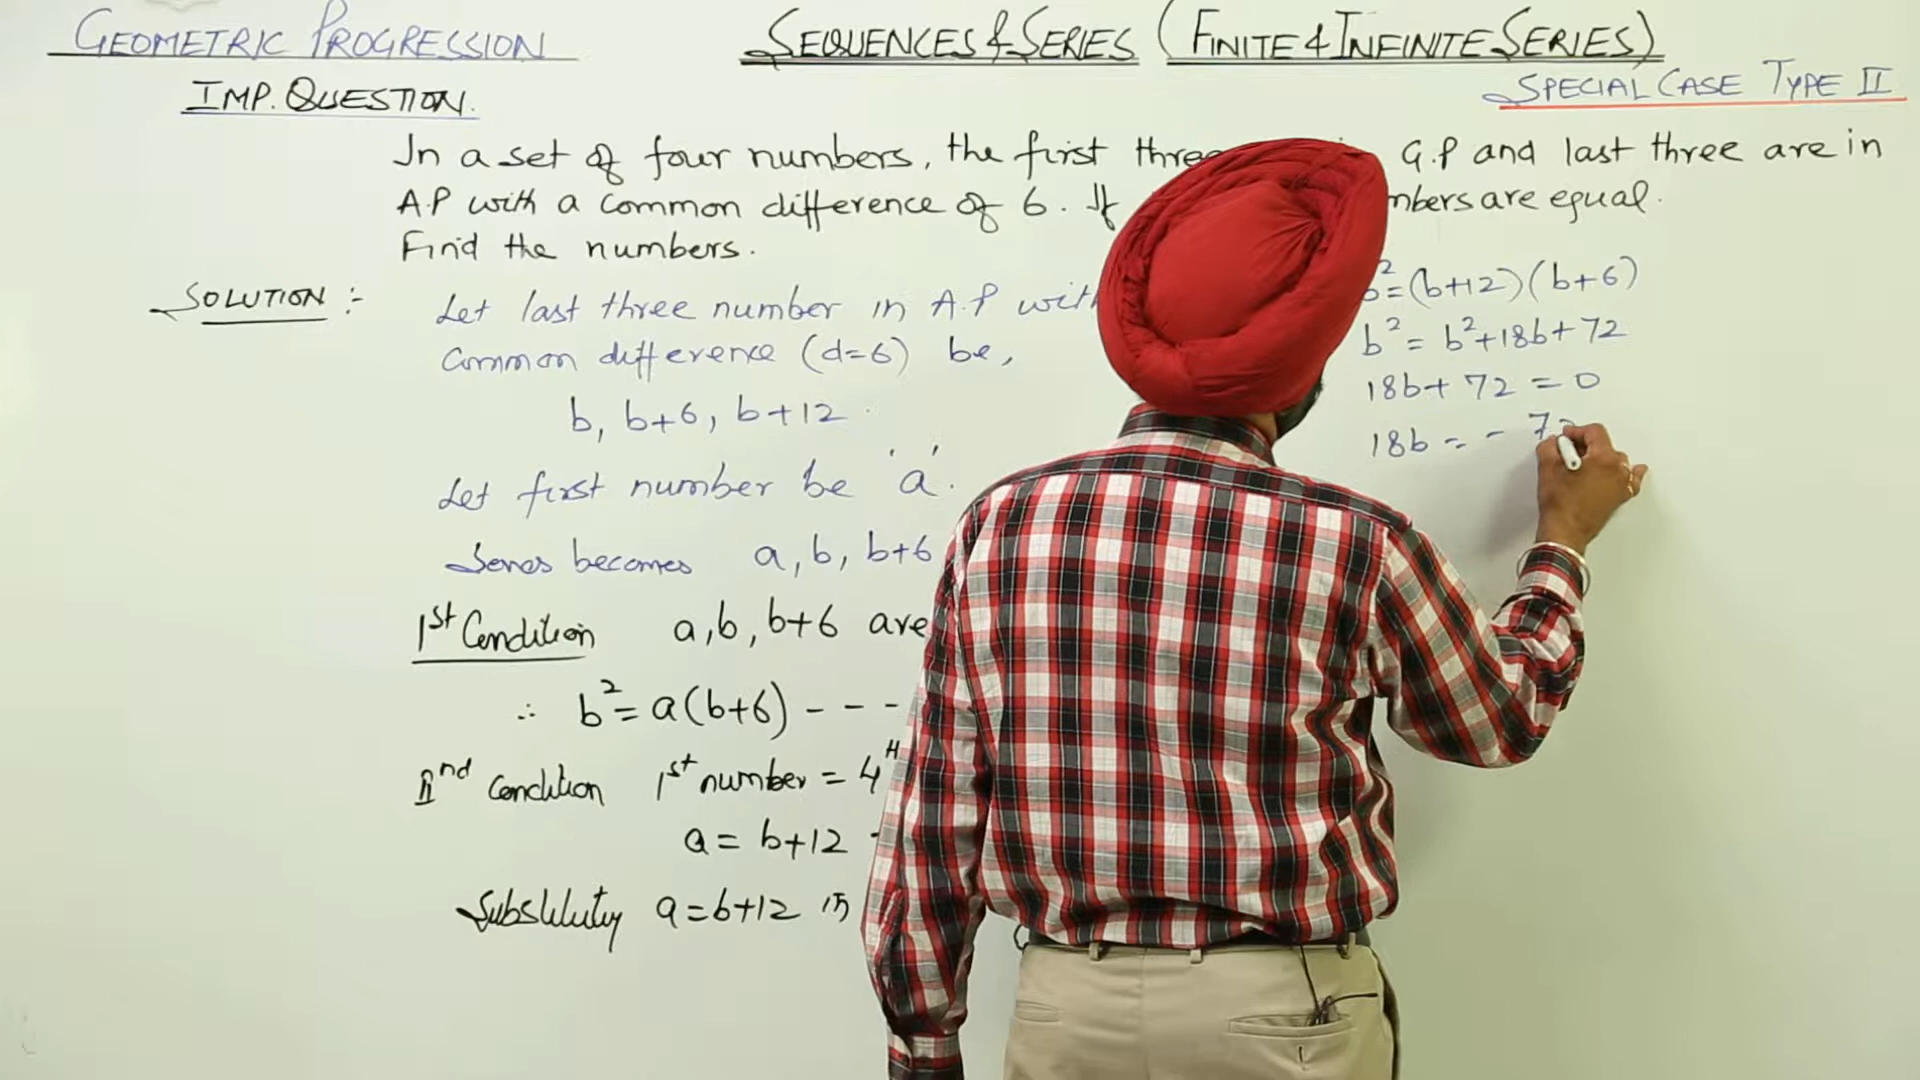 GEOMETRIC PROGRESSION
SEQUENCES & SERIES (FINITE & INFINITE SERIES)
IMP. QUESTION.
SPECIAL CASE TYPE II
In a set of four numbers, the first G.P and last three are in
A.P with a common difference of 6. If are equal.
Find the numbers.
SOLUTION :-
Let last three number in A.P with
Common difference (d=6) be,
b, b+6, b+12.
Let first number be 'a'.
Series becomes a, b, b+6
1st Condition a, b, b+6 are
∴ b²= a(b+6) - - -
IInd Condition 1st number = 4
a = b+12 -
Substituting a=b+12 in
b²=(b+12)(b+6)
b² = b²+18b+72
18b+ 72 = 0
18b = - 72